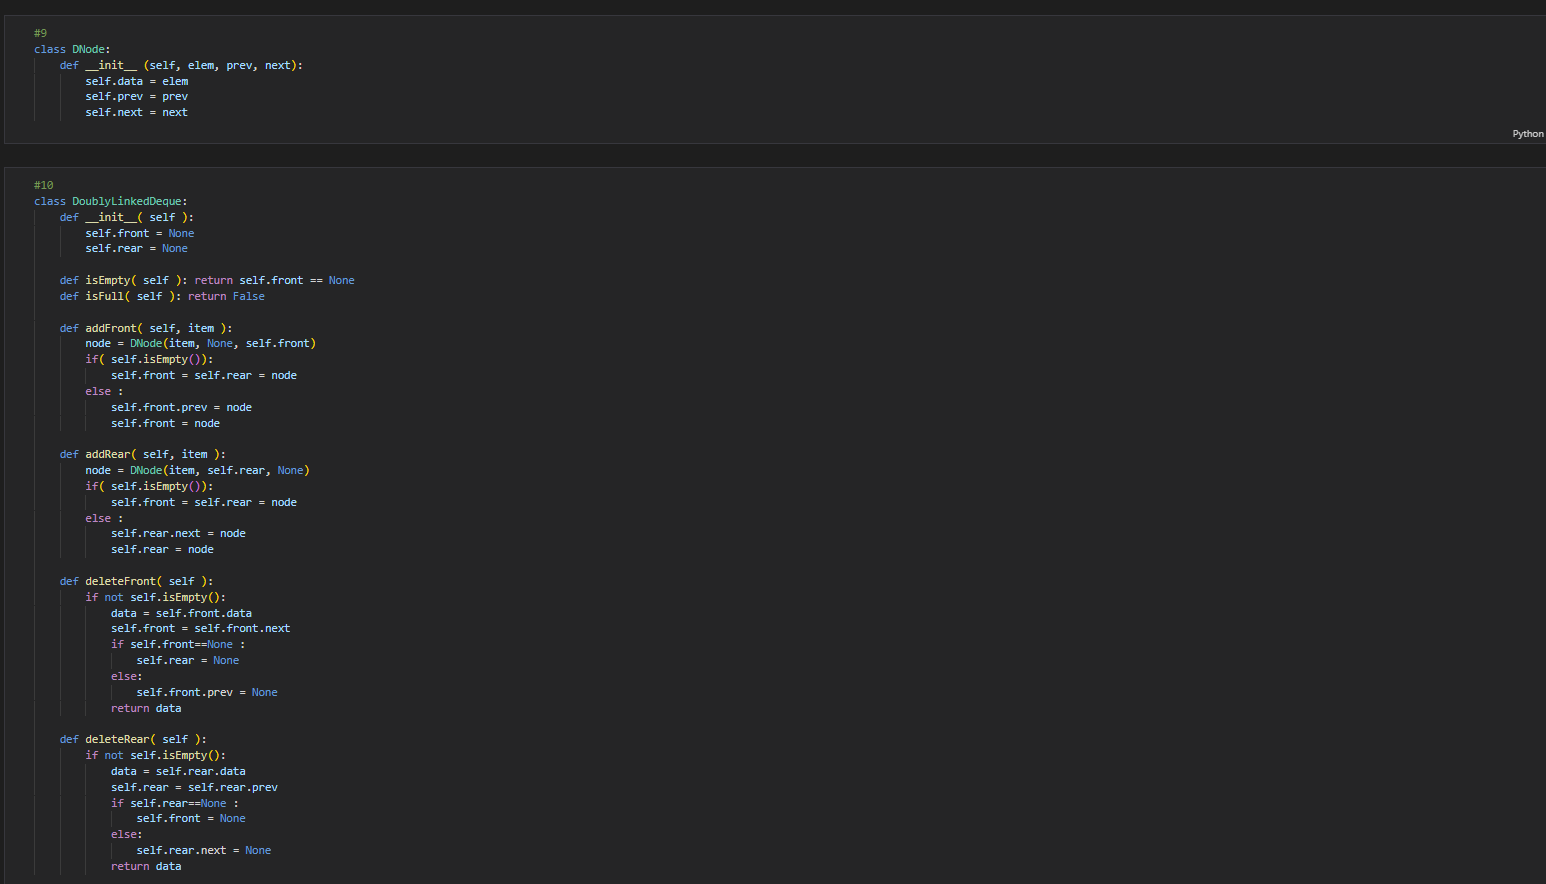 #9
class DNode:
    def __init__ (self, elem, prev, next):
        self.data = elem
        self.prev = prev
        self.next = next
Python
#10
class DoublyLinkedDeque:
    def __init__( self ):
        self.front = None
        self.rear = None
    def isEmpty( self ): return self.front == None
    def isFull( self ): return False
    def addFront( self, item ):
        node = DNode(item, None, self.front)
        if( self.isEmpty()):
            self.front = self.rear = node
        else :
            self.front.prev = node
            self.front = node
    def addRear( self, item ):
        node = DNode(item, self.rear, None)
        if( self.isEmpty()):
            self.front = self.rear = node
        else :
            self.rear.next = node
            self.rear = node
    def deleteFront( self ):
        if not self.isEmpty():
            data = self.front.data
            self.front = self.front.next
            if self.front==None :
                self.rear = None
            else:
                self.front.prev = None
            return data
    def deleteRear( self ):
        if not self.isEmpty():
            data = self.rear.data
            self.rear = self.rear.prev
            if self.rear==None :
                self.front = None
            else:
                self.rear.next = None
            return data